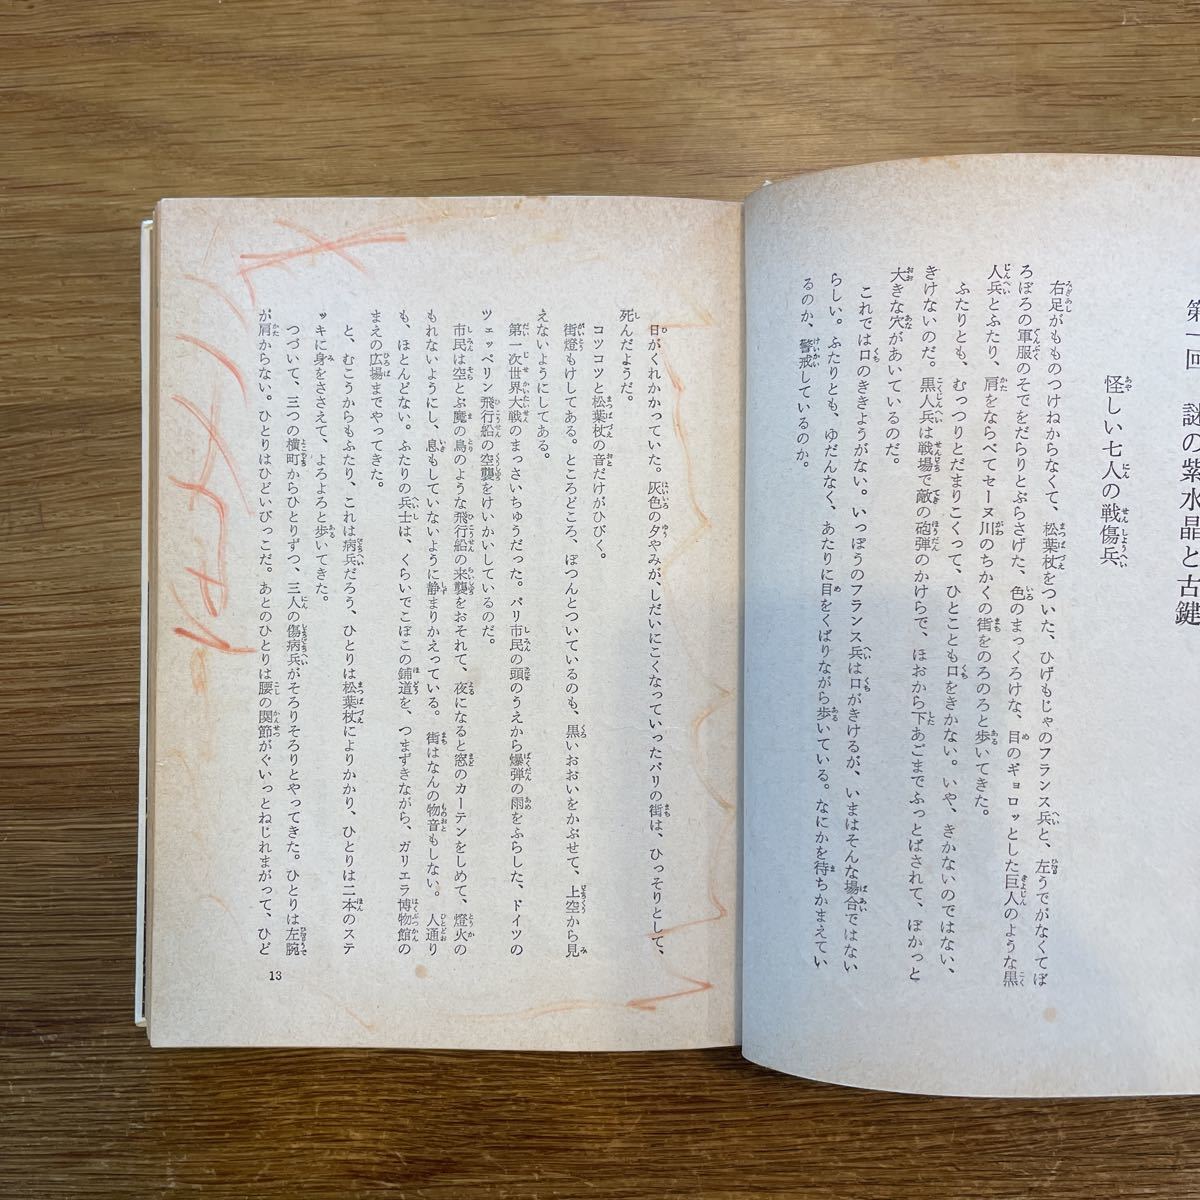 第一回 謎の紫水晶と古鍵
怪しい七人の戦傷兵
右足がもものつけねからなくて、松葉杖をついた、ひげもじゃのフランス兵と、左うでがなくてぼ
ろぼろの軍服のそでをだらりとぶらさげた、色のまっくろけな、目のギョロッとした巨人のような黒
人兵とふたり、肩をならべてセーヌ川のちかくの街をのろのろと歩いてきた。
ふたりとも、むっつりとだまりこくって、ひとことも口をきかない。いや、きかないのではない、
きけないのだ。黒人兵は戦場で敵の砲弾のかけらで、ほおから下あごまでふっとばされて、ぽかっと
大きな穴があいているのだ。
これでは口のききようがない。いっぽうのフランス兵は口がきけるが、いまはそんな場合ではない
らしい。ふたりとも、ゆだんなく、あたりに目をくばりながら歩いている。なにかを待ちかまえてい
るのか、警戒しているのか。
日がくれかかっていた。灰色の夕やみが、しだいにこくなっていったパリの街は、ひっそりとして、
死んだようだ。
コツコツと松葉杖の音だけがひびく。
街燈もけしてある。ところどころ、ぽつんとついているのも、黒いおおいをかぶせて、上空から見
えないようにしてある。
第一次世界大戦のまっさいちゅうだった。パリ市民の頭のうえから爆弾の雨をふらした、ドイツの
ツェッペリン飛行船の空襲をけいかいしているのだ。
市民は空とぶ魔の鳥のような飛行船の来襲をおそれて、夜になると窓のカーテンをしめて、燈火の
もれないようにし、息もしていないように静まりかえっている。街はなんの物音もしない。人通り
も、ほとんどない。ふたりの兵士は、くらいでこぼこの鋪道を、つまずきながら、ガリエラ博物館の
まえの広場までやってきた。
と、むこうからもふたり、これは病兵だろう、ひとりは松葉杖によりかかり、ひとりは二本のステ
ッキに身をささえて、よろよろと歩いてきた。
つづいて、三つの横町からひとりずつ、三人の傷病兵がそろりそろりとやってきた。ひとりは左腕
が肩からない。ひとりはひどいびっこだ。あとのひとりは腰の関節がぐいっとねじれまがって、ひど
13